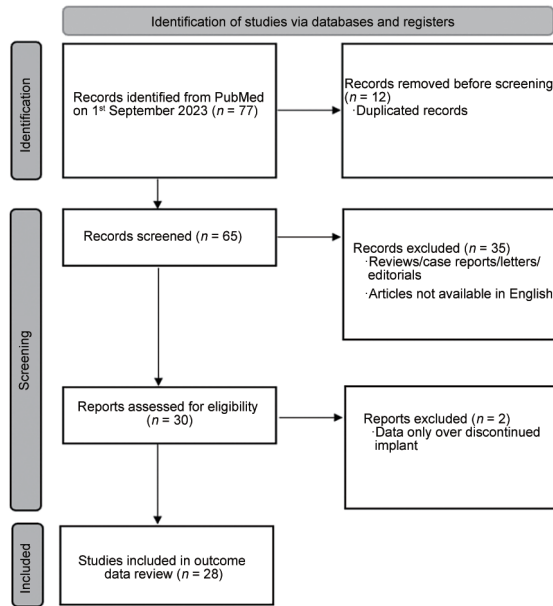 Identification of studies via databases and registers
Identification
Records identified from PubMed
on 1st September 2023 (n = 77)
Records removed before screening
(n = 12)
·Duplicated records
Screening
Records screened (n = 65)
Records excluded (n = 35)
·Reviews/case reports/letters/
editorials
·Articles not available in English
Reports assessed for eligibility
(n = 30)
Reports excluded (n = 2)
·Data only over discontinued
implant
Included
Studies included in outcome
data review (n = 28)